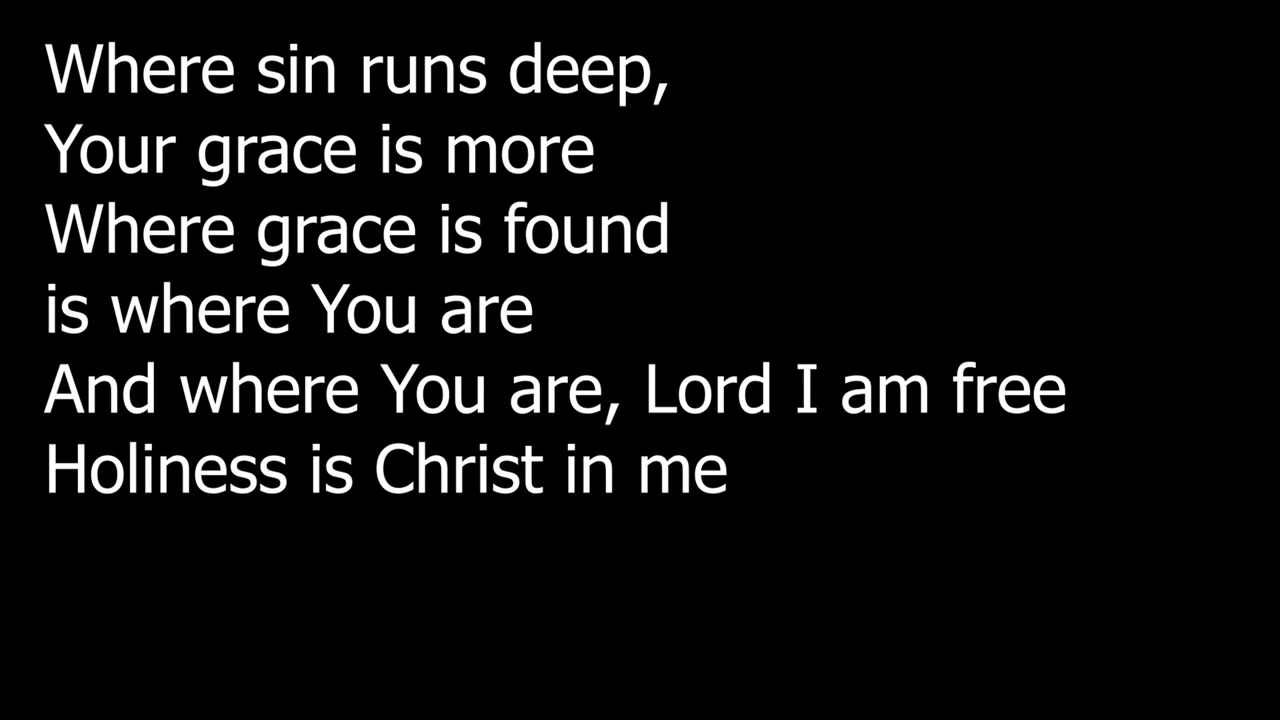 Where sin runs deep,
Your grace is more
Where grace is found
is where You are
And where You are, Lord I am free
Holiness is Christ in me